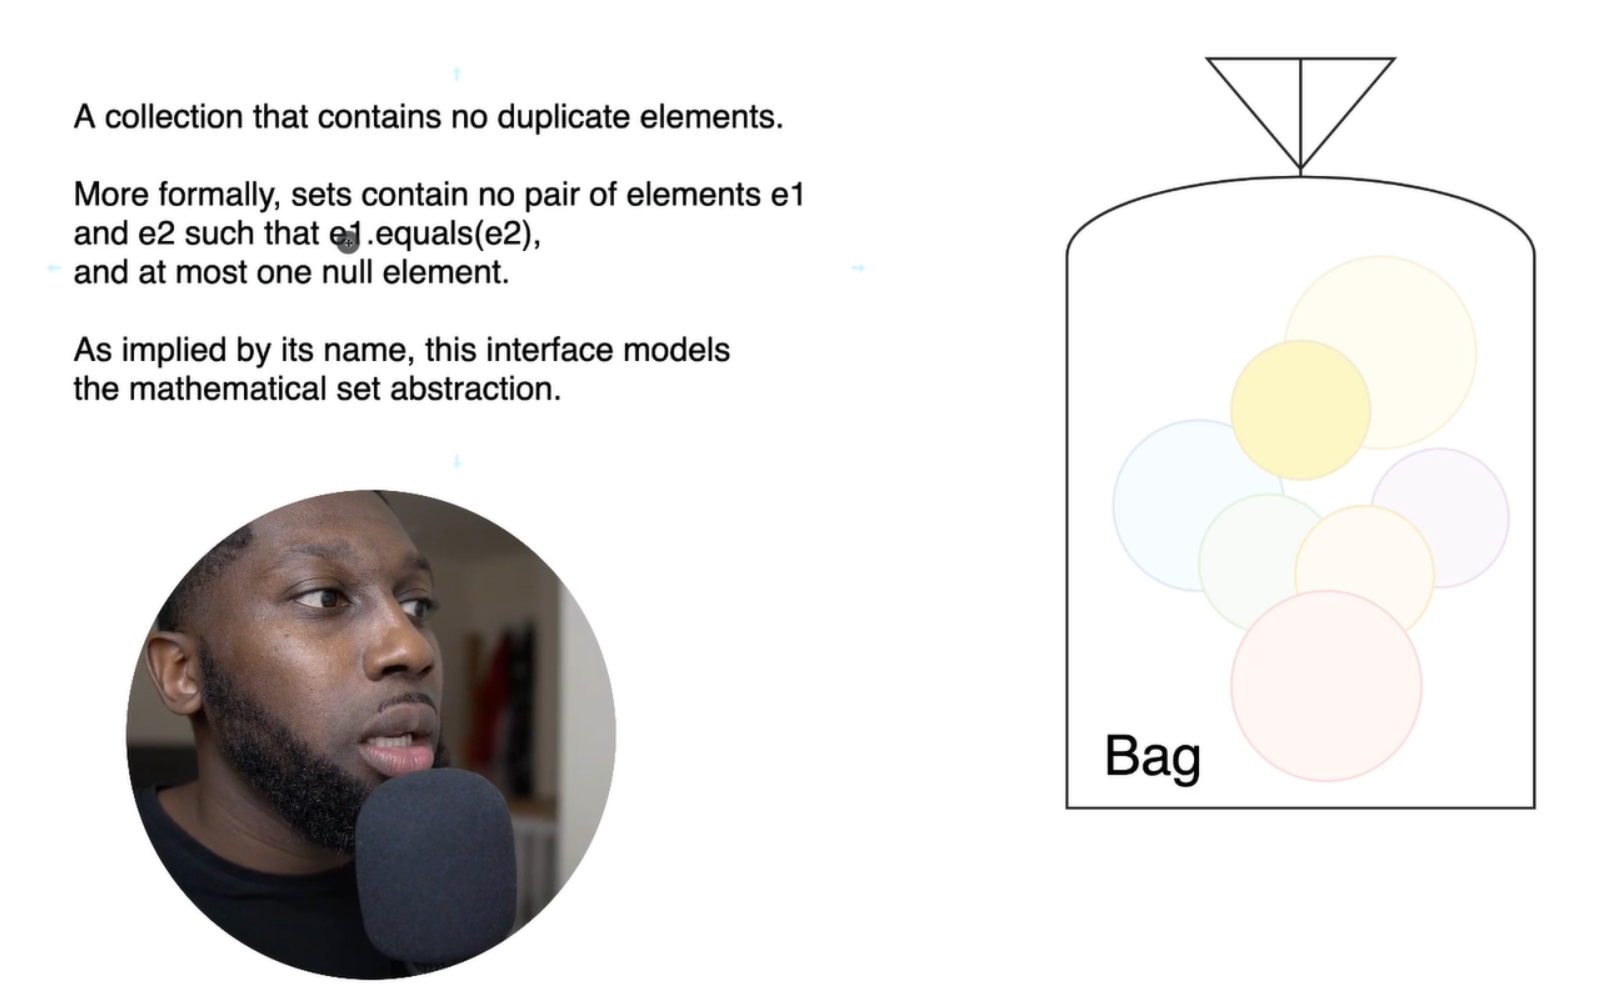 A collection that contains no duplicate elements.
More formally, sets contain no pair of elements e1
and e2 such that e1.equals(e2),
and at most one null element.
As implied by its name, this interface models
the mathematical set abstraction.
Bag